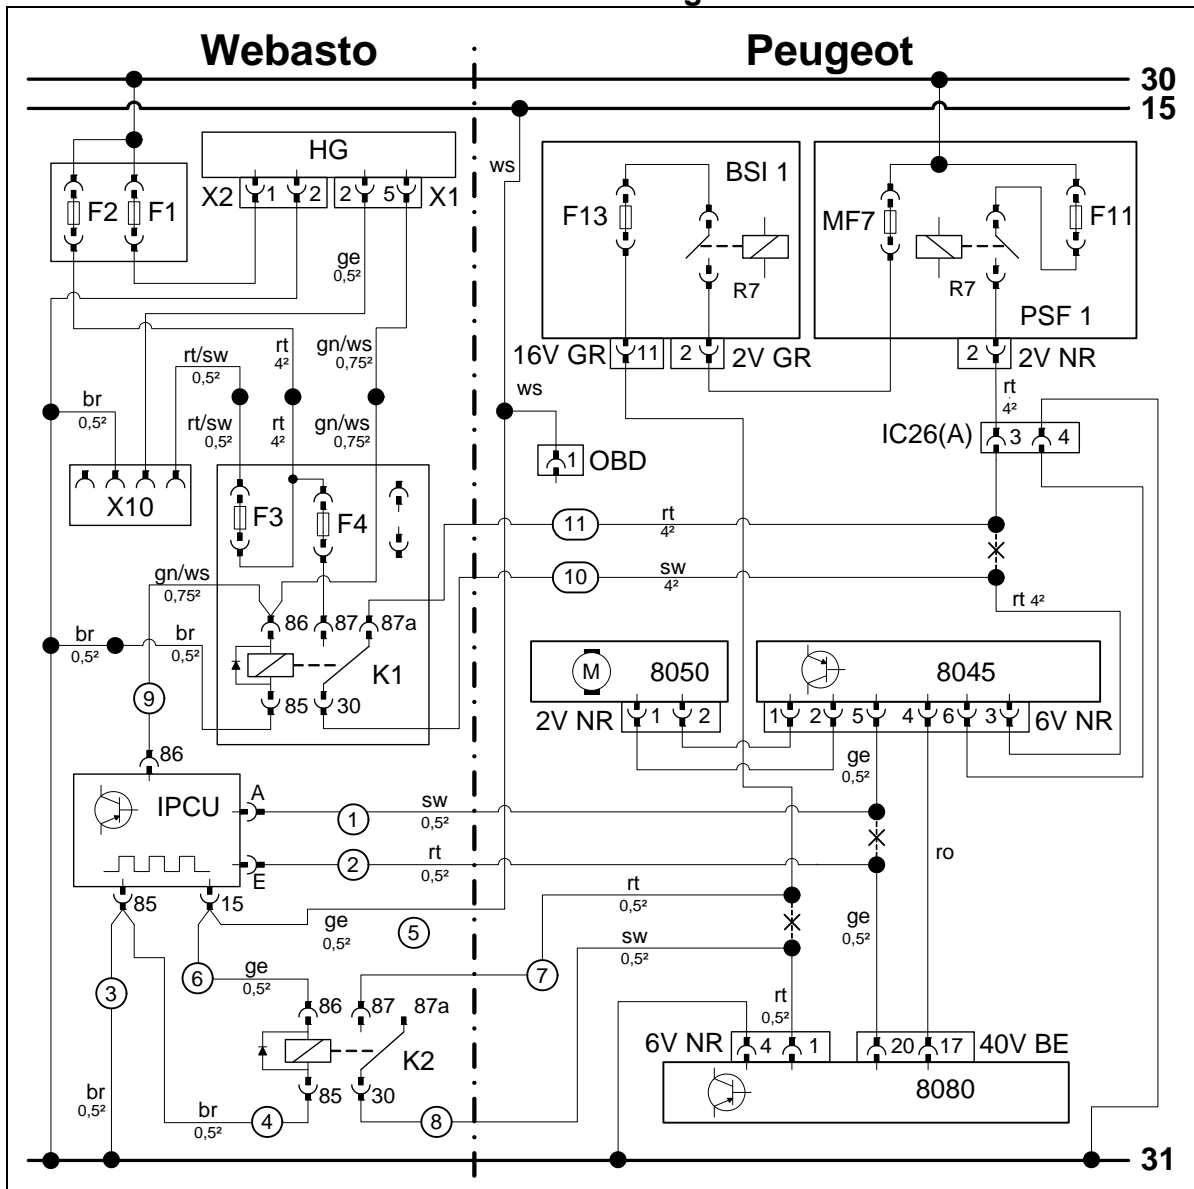 Webasto Peugeot
30
15
HG
ws
BSI 1
X2 1 2 2 5 X1
F2 F1
F13
MF7
F11
ge
0,5²
R7
R7
PSF 1
rt
4²
gn/ws
0,75²
16V GR 11 2 2V GR
2 2V NR
rt/sw
0,5²
ws
rt
4²
br
0,5²
rt/sw
0,5²
rt
4²
gn/ws
0,75²
IC26(A) 3 4
1 OBD
X10
F3 F4
11
rt
4²
10
sw
4²
gn/ws
0,75²
rt 4²
86 87 87a
br
0,5²
br
0,5²
K1
M 8050
8045
9
85 30
2V NR 1 2
1 2 5 4 6 3 6V NR
86
ge
0,5²
IPCU
A
1
sw
0,5²
E
2
rt
0,5²
ro
85 15
rt
0,5²
ge
0,5²
5
ge
0,5²
sw
0,5²
3
6
ge
0,5²
7
86 87 87a
rt
0,5²
K2
6V NR 4 1
20 17 40V BE
8080
85 30
br
0,5²
br
0,5²
4
8
31